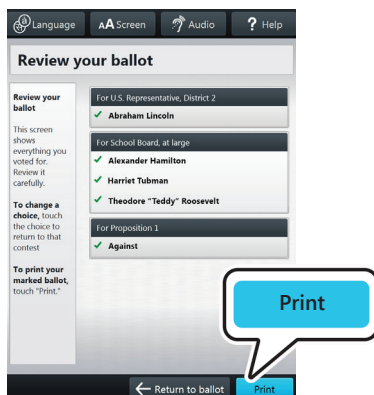 Language
AA Screen
Audio
? Help
Review your ballot
Review your
ballot
This screen
shows
everything you
voted for.
Review it
carefully.
To change a
choice, touch
the choice to
return to that
contest
To print your
marked ballot,
touch "Print."
For U.S. Representative, District 2
Abraham Lincoln
For School Board, at large
Alexander Hamilton
Harriet Tubman
Theodore "Teddy" Roosevelt
For Proposition 1
Against
Print
Return to ballot
Print